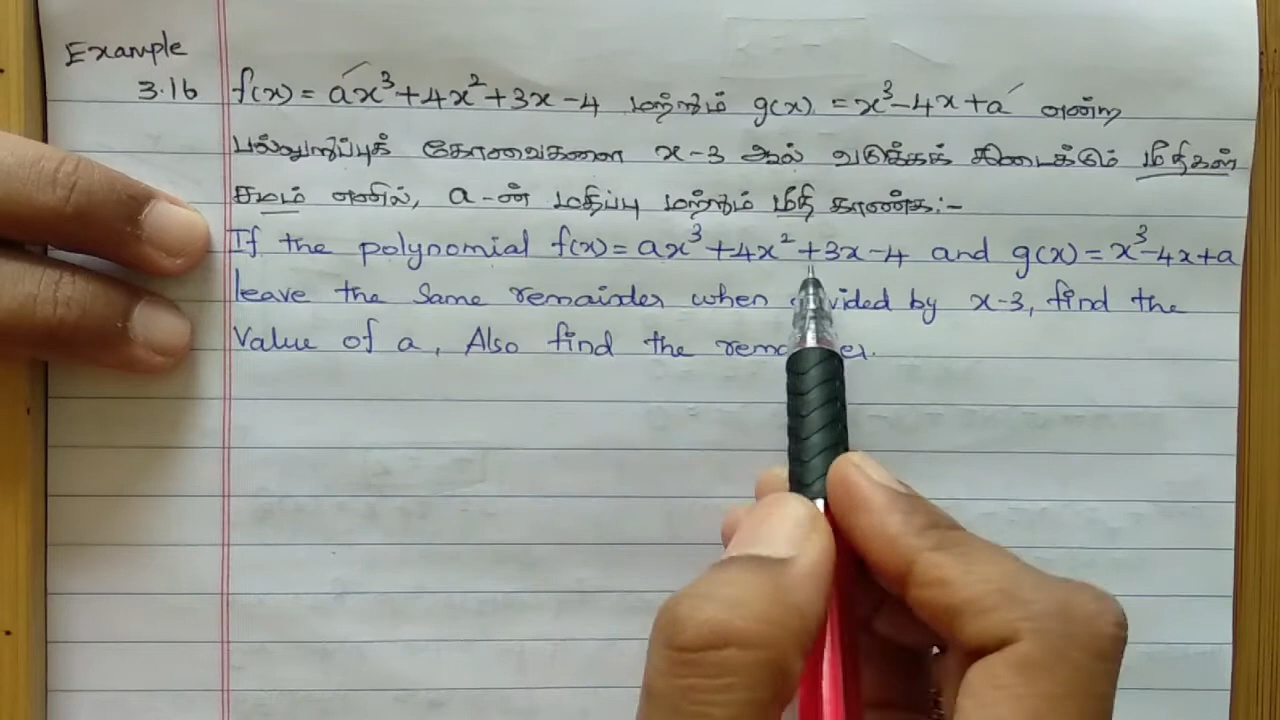 Example
3.16 f(x) = ax³+4x²+3x-4 மற்றும் g(x) = x³-4x+a என்ற
பல்லுறுப்புக் கோவைகளை x-3 ஆல் வகுக்கக் கிடைக்கும் மீதிகள்
சமம் எனில், a-ன் மதிப்பு மற்றும் மீதி காண்க:-
If the polynomial f(x) = ax³+4x²+3x-4 and g(x) = x³-4x+a
leave the same remainder when divided by x-3, find the
Value of a, Also find the